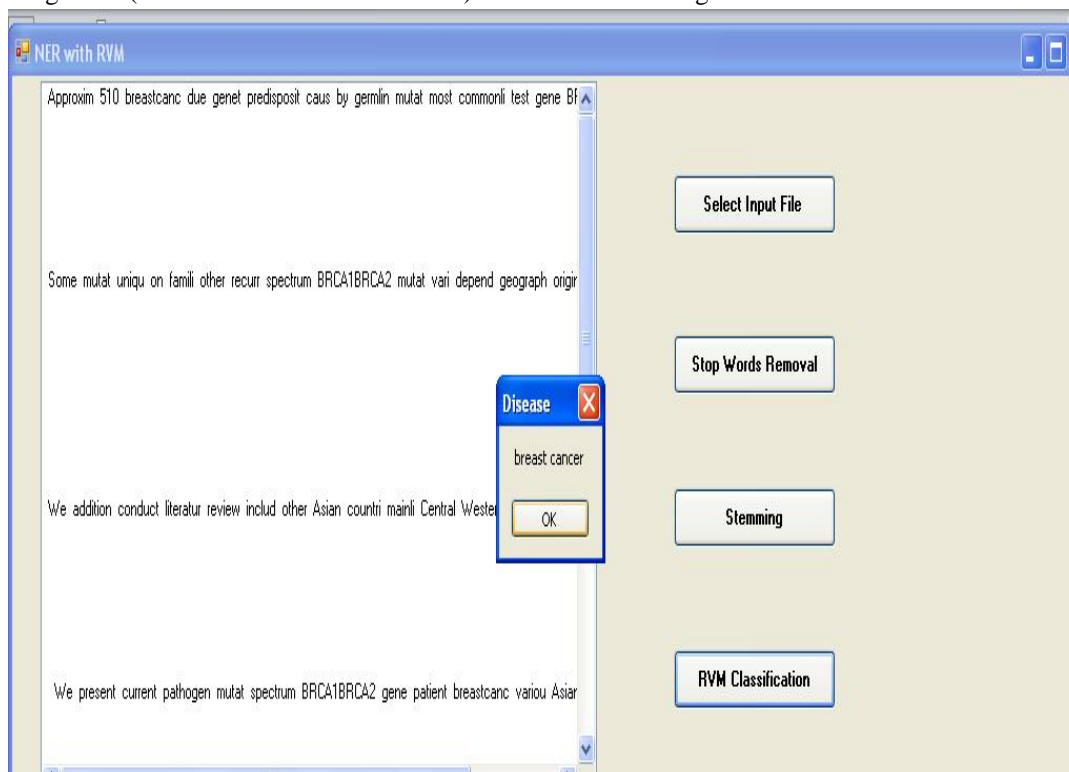 NER with RVM
Approxim 510 breastcanc due genet predisposit caus by germlin mutat most commonli test gene
Select Input File
Some mutat uniqu on famili other recurr spectrum BRCA1BRCA2 mutat vari depend geograph origir
Stop Words Removal
Disease
breast cancer
OK
We addition conduct literatur review includ other Asian countri mainli Central Wester
Stemming
We present current pathogen mutat spectrum BRCA1BRCA2 gene patient breastcanc variou Asiar
RVM Classification